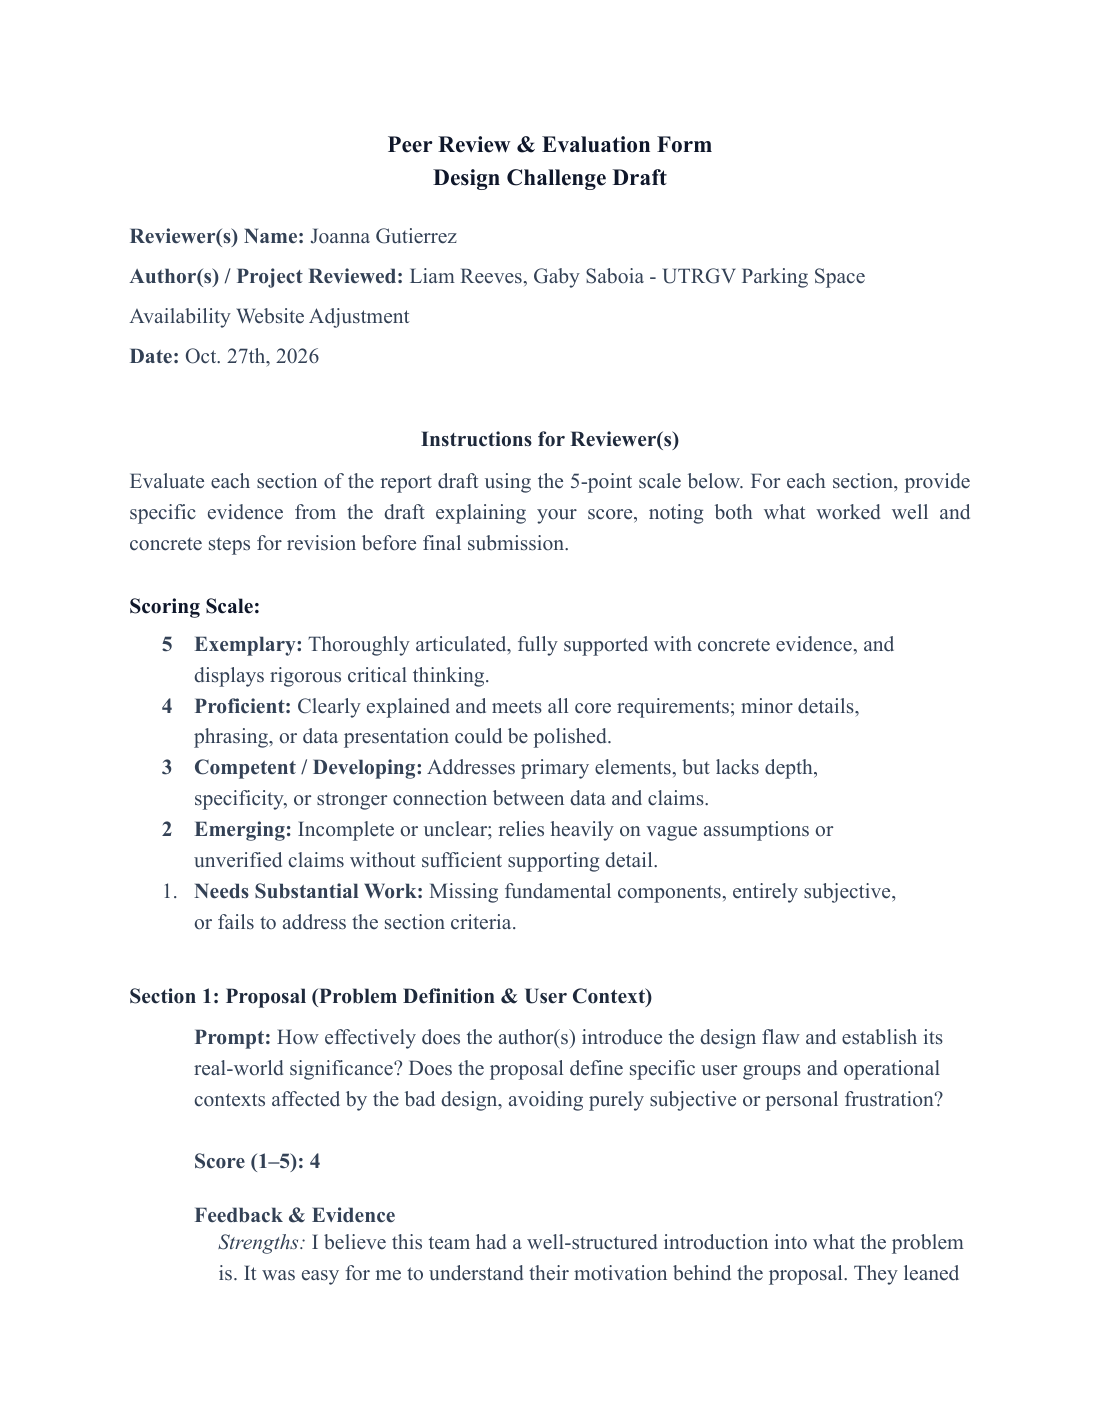 Peer Review & Evaluation Form
Design Challenge Draft
Reviewer(s) Name: Joanna Gutierrez
Author(s) / Project Reviewed: Liam Reeves, Gaby Saboia - UTRGV Parking Space
Availability Website Adjustment
Date: Oct. 27th, 2026
Instructions for Reviewer(s)
Evaluate each section of the report draft using the 5-point scale below. For each section, provide
specific evidence from the draft explaining your score, noting both what worked well and
concrete steps for revision before final submission.
Scoring Scale:
5 Exemplary: Thoroughly articulated, fully supported with concrete evidence, and
displays rigorous critical thinking.
4 Proficient: Clearly explained and meets all core requirements; minor details,
phrasing, or data presentation could be polished.
3 Competent / Developing: Addresses primary elements, but lacks depth,
specificity, or stronger connection between data and claims.
2 Emerging: Incomplete or unclear; relies heavily on vague assumptions or
unverified claims without sufficient supporting detail.
1. Needs Substantial Work: Missing fundamental components, entirely subjective,
or fails to address the section criteria.
Section 1: Proposal (Problem Definition & User Context)
Prompt: How effectively does the author(s) introduce the design flaw and establish its
real-world significance? Does the proposal define specific user groups and operational
contexts affected by the bad design, avoiding purely subjective or personal frustration?
Score (1–5): 4
Feedback & Evidence
Strengths: I believe this team had a well-structured introduction into what the problem
is. It was easy for me to understand their motivation behind the proposal. They leaned